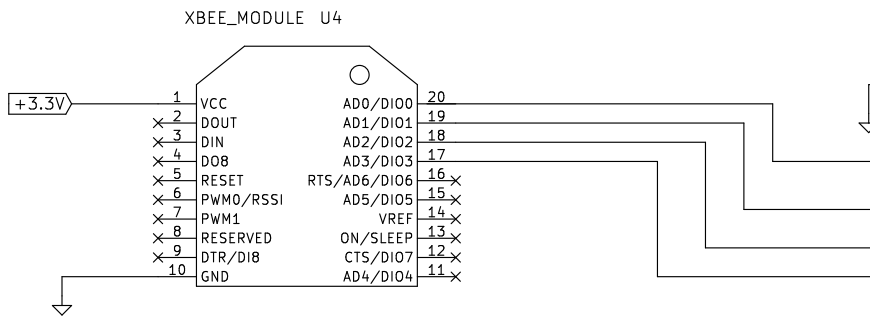 XBEE_MODULE U4
+3.3V
1 VCC
2 DOUT
3 DIN
4 DO8
5 RESET
6 PWM0/RSSI
7 PWM1
8 RESERVED
9 DTR/DI8
10 GND
AD0/DIO0 20
AD1/DIO1 19
AD2/DIO2 18
AD3/DIO3 17
RTS/AD6/DIO6 16
AD5/DIO5 15
VREF 14
ON/SLEEP 13
CTS/DIO7 12
AD4/DIO4 11